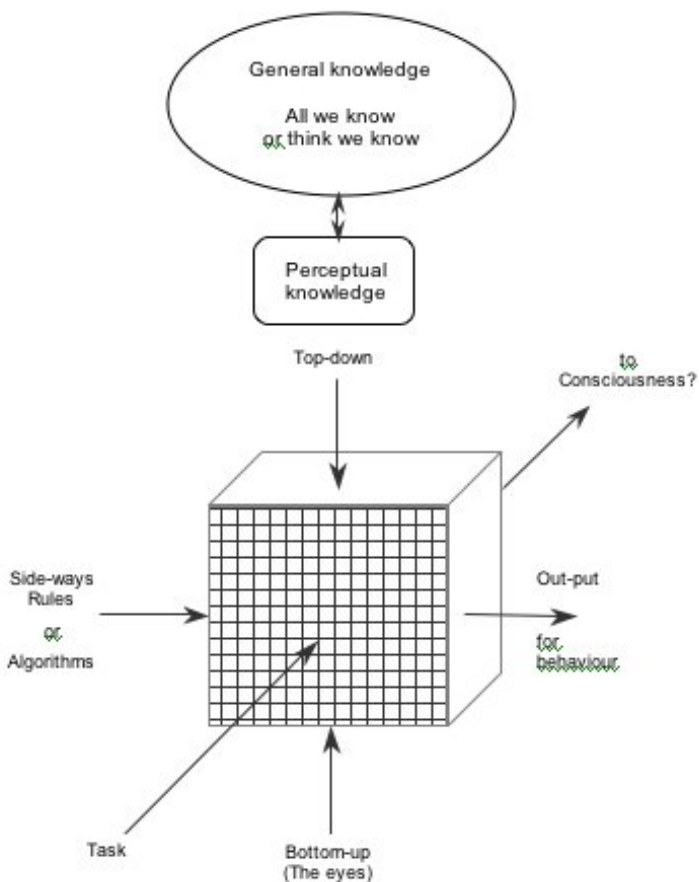 General knowledge
All we know
or think we know
Perceptual
knowledge
Top-down
to
Consciousness?
Side-ways
Rules
or
Algorithms
Out-put
for
behaviour
Task
Bottom-up
(The eyes)